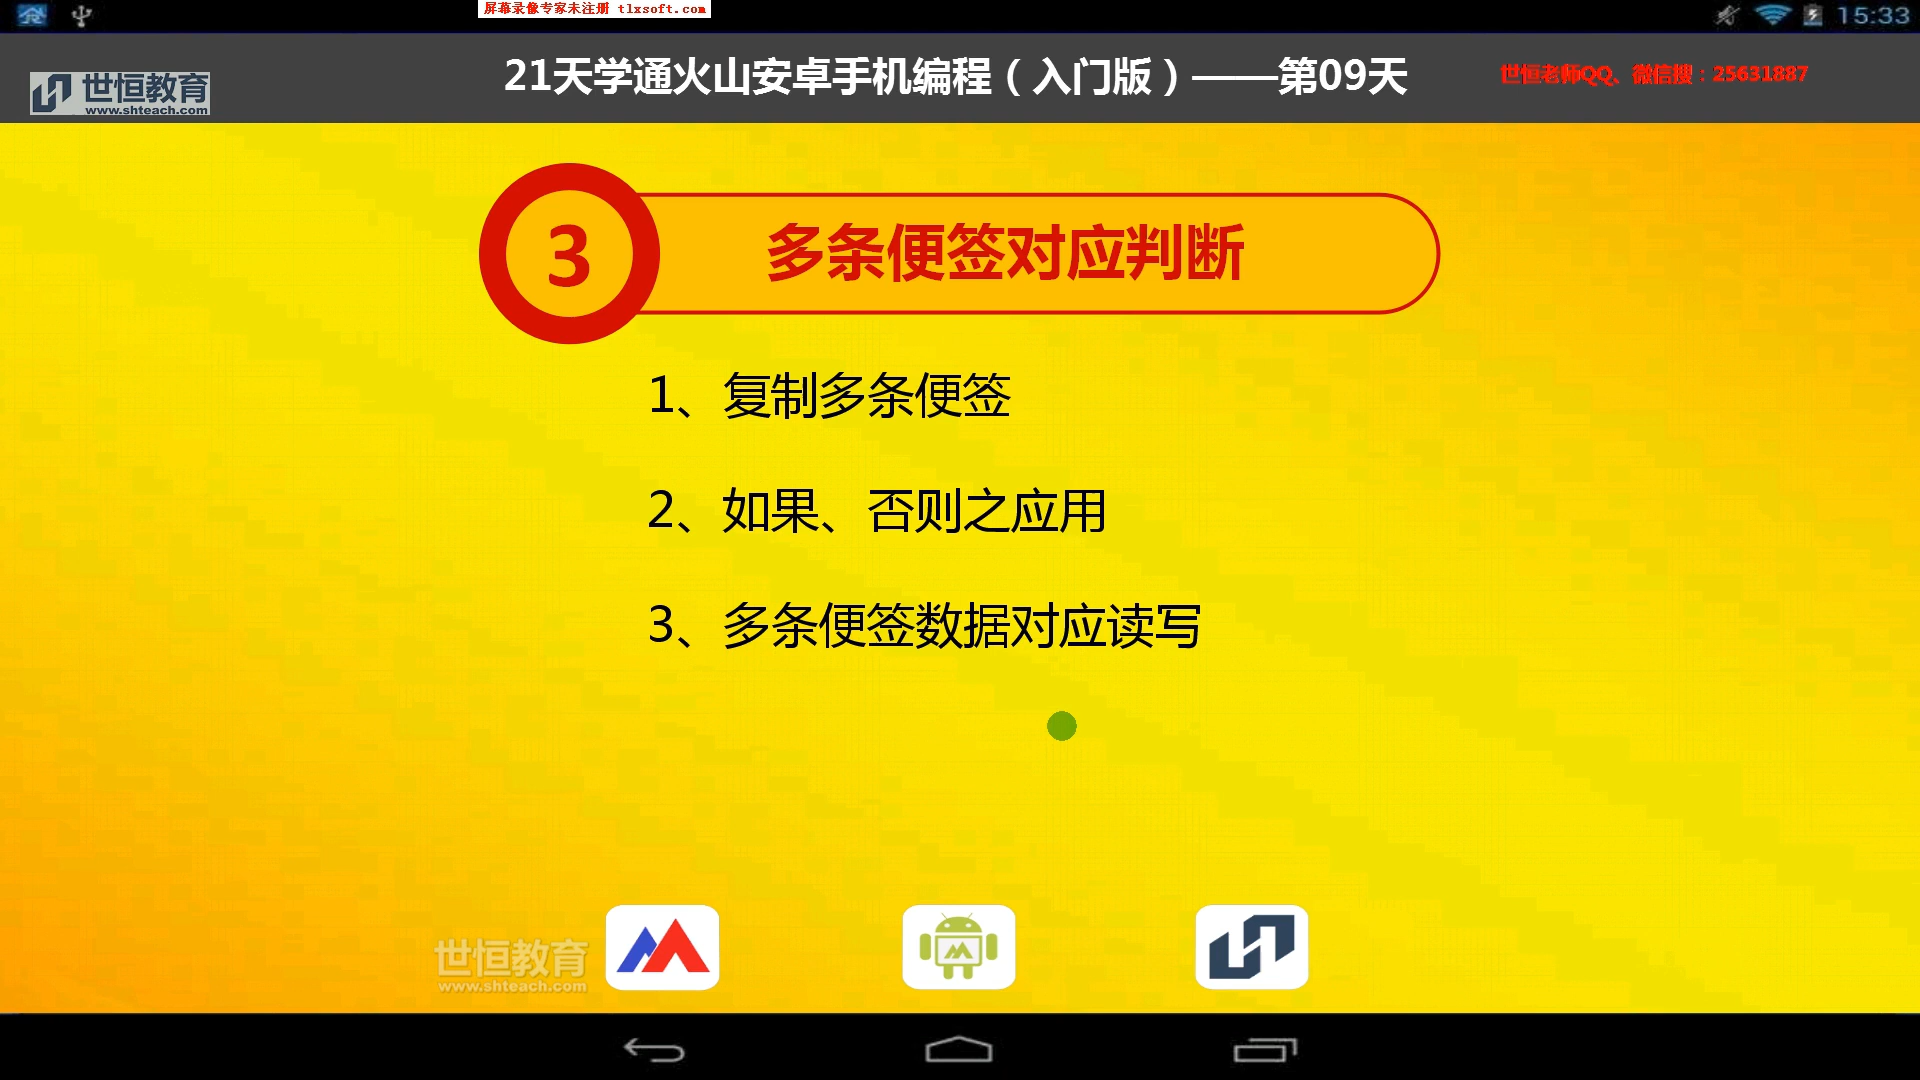 屏幕录像专家未注册 tlxsoft.com
15:33
世恒教育
www.shteach.com
21天学通火山安卓手机编程（入门版）——第09天
世恒老师QQ、微信搜：25631887
3
多条便签对应判断
1、复制多条便签
2、如果、否则之应用
3、多条便签数据对应读写
世恒教育
www.shteach.com